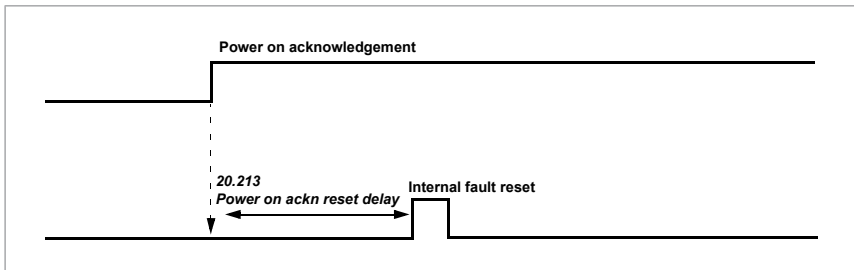 Power on acknowledgement
20.213
Power on ackn reset delay
Internal fault reset